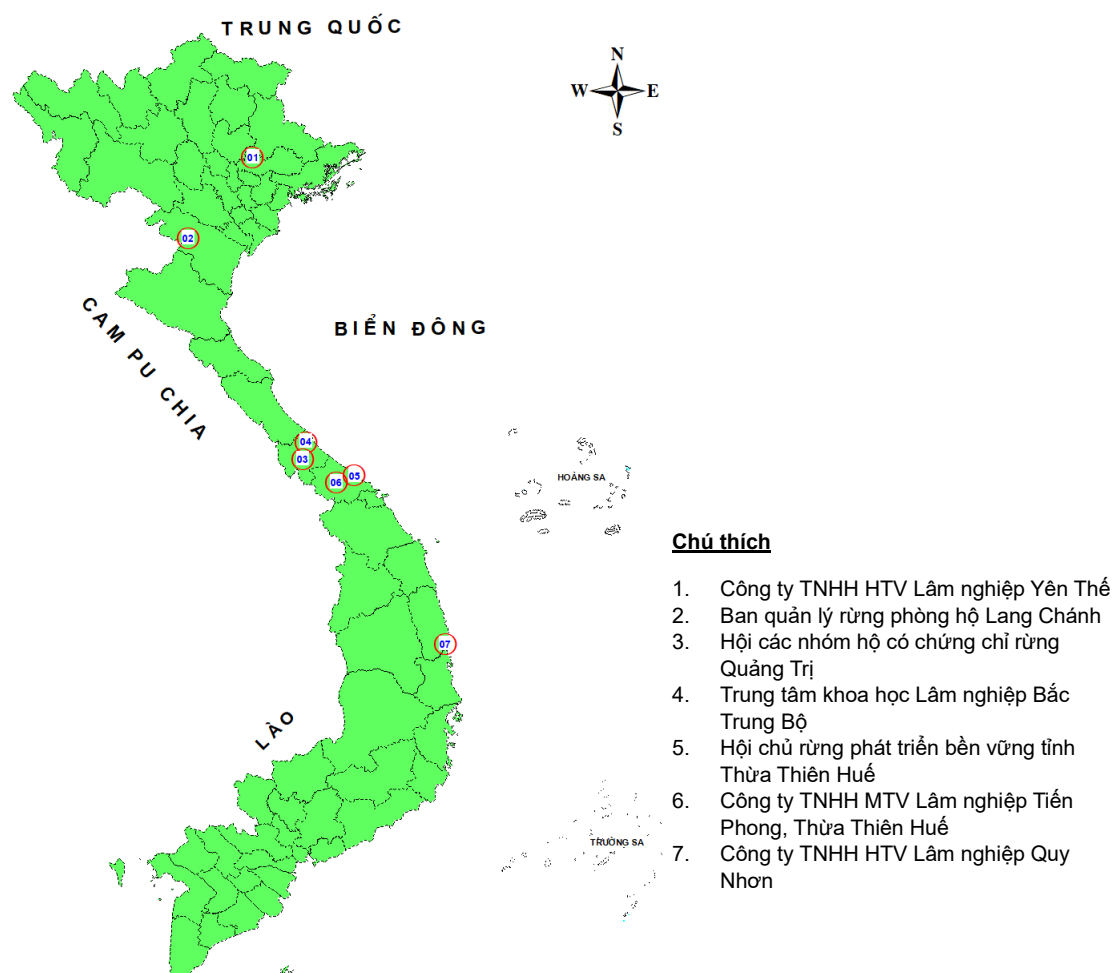 TRUNG QUỐC
N
W E
S
01
02
CAM PU CHIA
BIỂN ĐÔNG
04
03
05
06
HOÀNG SA
07
LÀO
TRƯỜNG SA
Chú thích
1. Công ty TNHH HTV Lâm nghiệp Yên Thế
2. Ban quản lý rừng phòng hộ Lang Chánh
3. Hội các nhóm hộ có chứng chỉ rừng
Quảng Trị
4. Trung tâm khoa học Lâm nghiệp Bắc
Trung Bộ
5. Hội chủ rừng phát triển bền vững tỉnh
Thừa Thiên Huế
6. Công ty TNHH MTV Lâm nghiệp Tiến
Phong, Thừa Thiên Huế
7. Công ty TNHH HTV Lâm nghiệp Quy
Nhơn